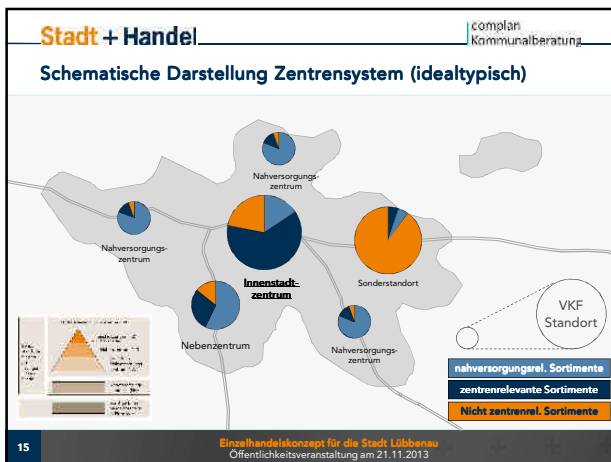 Stadt + Handel
complan
Kommunalberatung
Schematische Darstellung Zentrensystem (idealtypisch)
Nahversorgungs-
zentrum
Nahversorgungs-
zentrum
Innenstadt-
zentrum
Sonderstandort
Nebenzentrum
Nahversorgungs-
zentrum
VKF
Standort
nahversorgungsrel. Sortimente
zentrenrelevante Sortimente
Nicht zentrenrel. Sortimente
15
Einzelhandelskonzept für die Stadt Lübbenau
Öffentlichkeitsveranstaltung am 21.11.2013